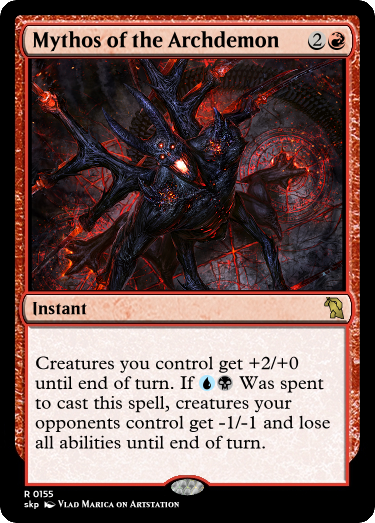 Mythos of the Archdemon 2
Instant
Creatures you control get +2/+0
until end of turn. If Was spent
to cast this spell, creatures your
opponents control get -1/-1 and lose
all abilities until end of turn.
R 0155
skp Vlad Marica on Artstation